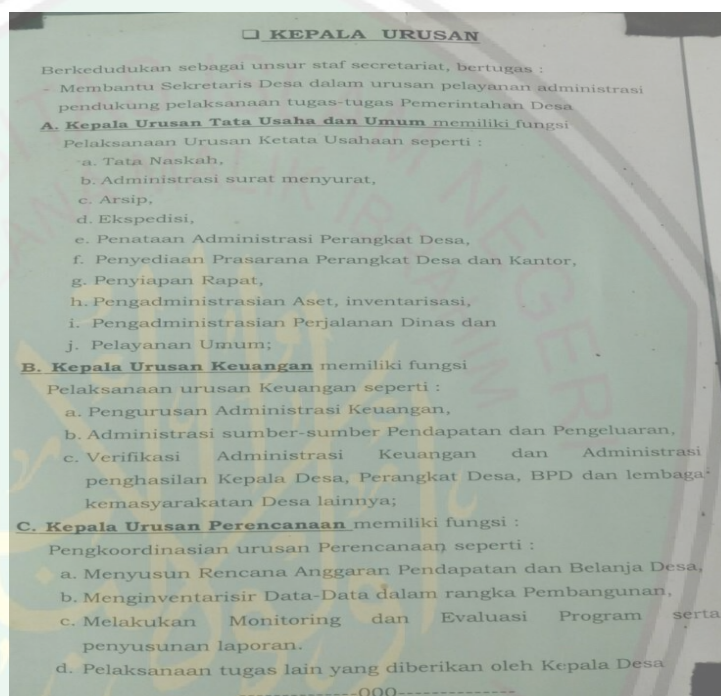 ❑ KEPALA URUSAN
Berkedudukan sebagai unsur staf secretariat, bertugas :
- Membantu Sekretaris Desa dalam urusan pelayanan administrasi
pendukung pelaksanaan tugas-tugas Pemerintahan Desa
A. Kepala Urusan Tata Usaha dan Umum memiliki fungsi
Pelaksanaan Urusan Ketata Usahaan seperti :
a. Tata Naskah,
b. Administrasi surat menyurat,
c. Arsip,
d. Ekspedisi,
e. Penataan Administrasi Perangkat Desa,
f. Penyediaan Prasarana Perangkat Desa dan Kantor,
g. Penyiapan Rapat,
h. Pengadministrasian Aset, inventarisasi,
i. Pengadministrasian Perjalanan Dinas dan
j. Pelayanan Umum;
B. Kepala Urusan Keuangan memiliki fungsi
Pelaksanaan urusan Keuangan seperti :
a. Pengurusan Administrasi Keuangan,
b. Administrasi sumber-sumber Pendapatan dan Pengeluaran,
c. Verifikasi Administrasi Keuangan dan Administrasi
penghasilan Kepala Desa, Perangkat Desa, BPD dan lembaga
kemasyarakatan Desa lainnya;
C. Kepala Urusan Perencanaan memiliki fungsi :
Pengkoordinasian urusan Perencanaan seperti :
a. Menyusun Rencana Anggaran Pendapatan dan Belanja Desa,
b. Menginventarisir Data-Data dalam rangka Pembangunan,
c. Melakukan Monitoring dan Evaluasi Program serta
penyusunan laporan.
d. Pelaksanaan tugas lain yang diberikan oleh Kepala Desa
---------------000---------------